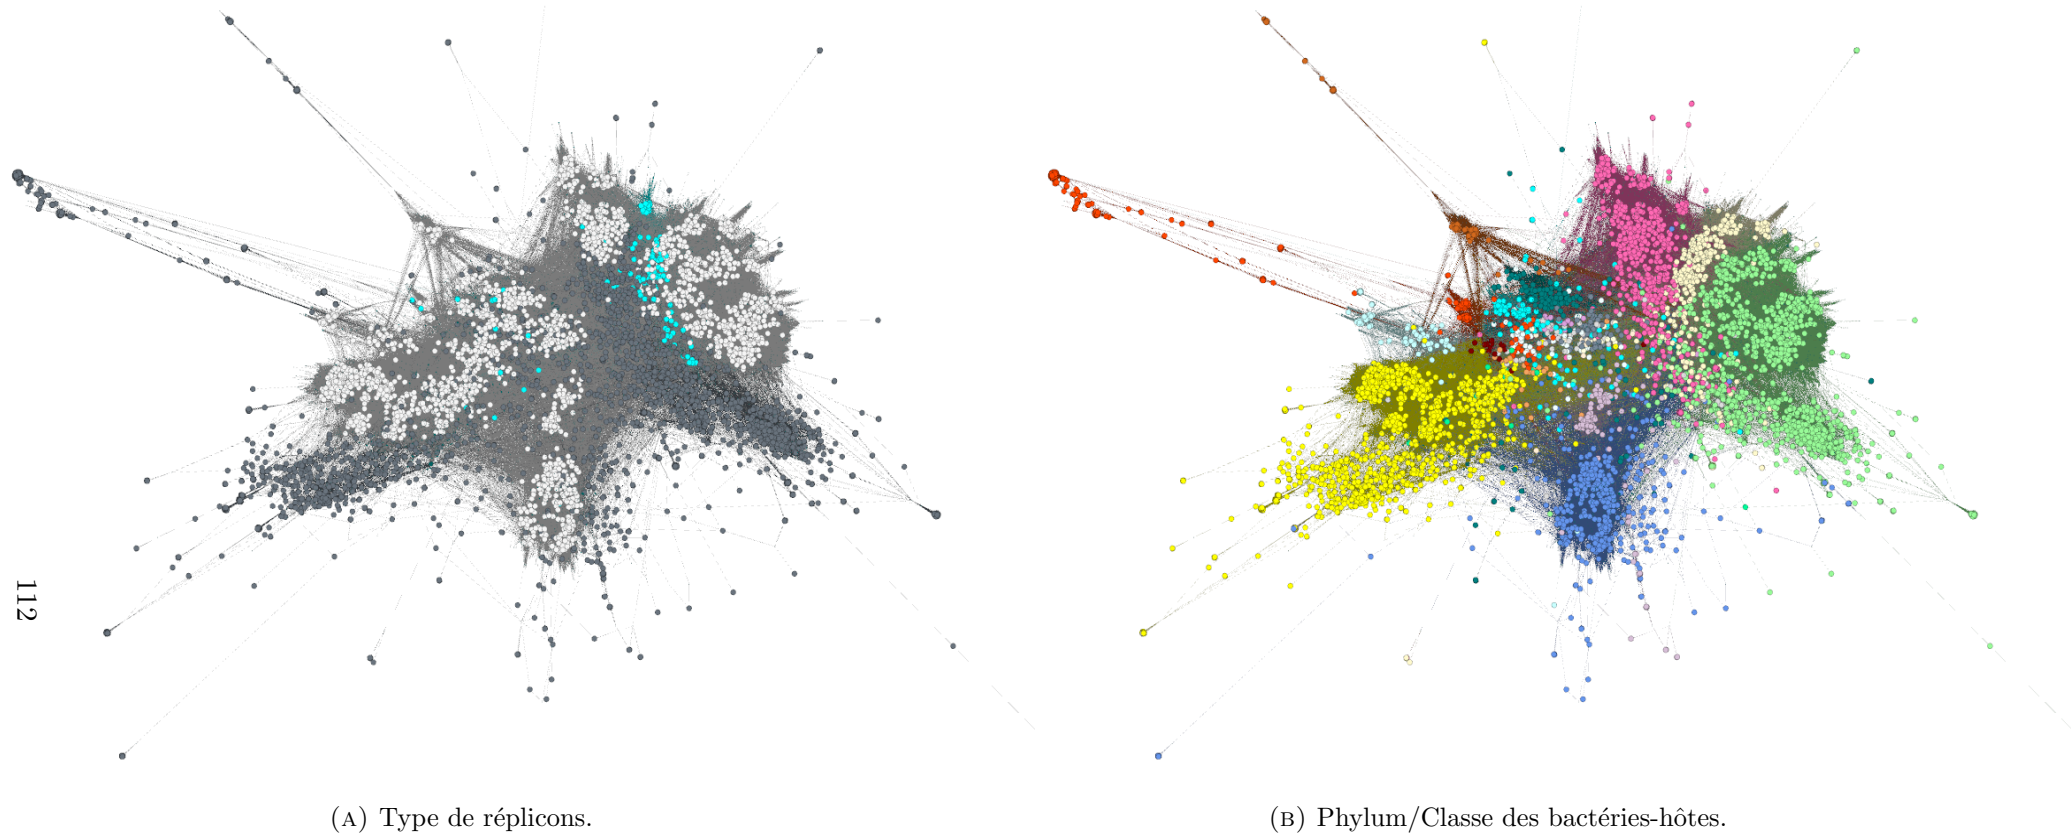 112
(A) Type de réplicons.
(B) Phylum/Classe des bactéries-hôtes.